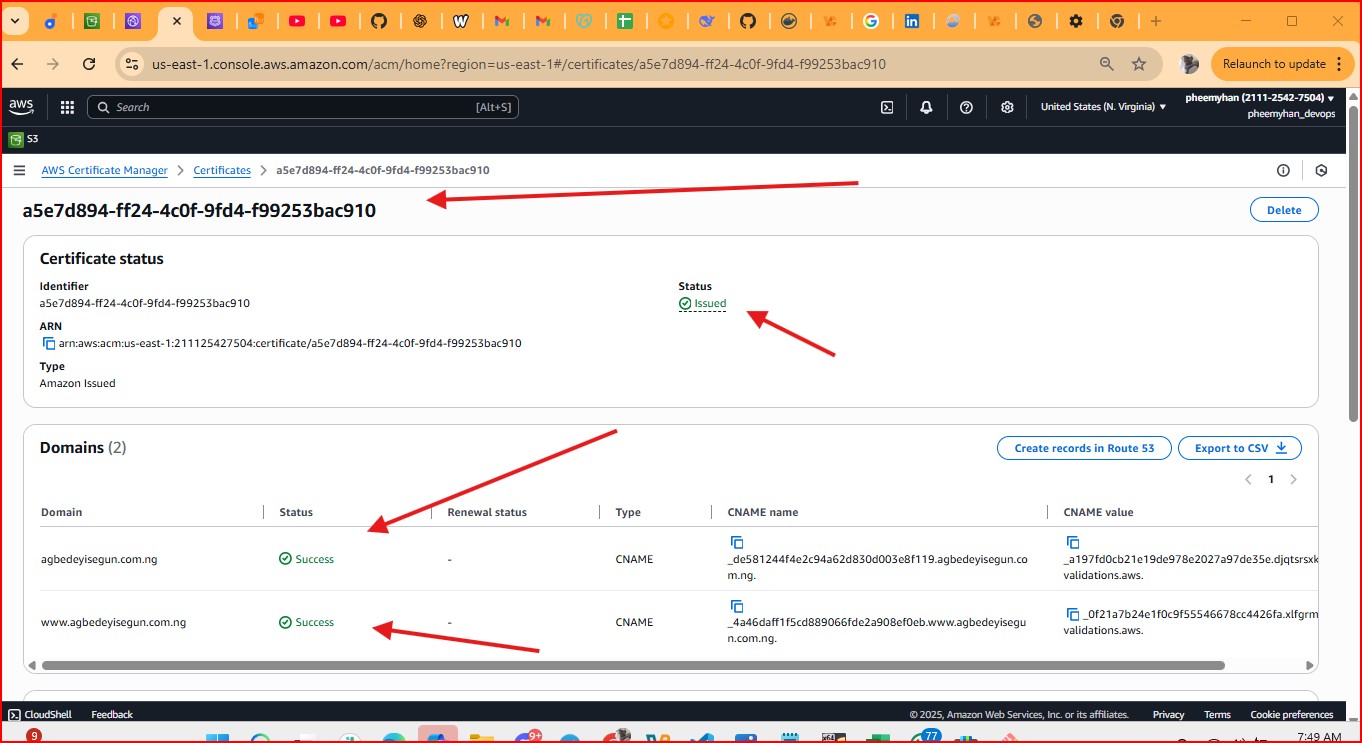 us-east-1.console.aws.amazon.com/acm/home?region=us-east-1#/certificates/a5e7d894-ff24-4c0f-9fd4-f99253bac910
Relaunch to update
aws
Search [Alt+S]
United States (N. Virginia)
pheemyhan (2111-2542-7504)
pheemyhan_devops
S3
AWS Certificate Manager
Certificates
a5e7d894-ff24-4c0f-9fd4-f99253bac910
a5e7d894-ff24-4c0f-9fd4-f99253bac910
Delete
Certificate status
Identifier
a5e7d894-ff24-4c0f-9fd4-f99253bac910
Status
Issued
ARN
arn:aws:acm:us-east-1:211125427504:certificate/a5e7d894-ff24-4c0f-9fd4-f99253bac910
Type
Amazon Issued
Domains (2)
Create records in Route 53
Export to CSV
1
Domain Status Renewal status Type CNAME name CNAME value
agbedeyisegun.com.ng
Success
-
CNAME
_de581244f4e2c94a62d830d003e8f119.agbedeyisegun.co
m.ng.
_a197fd0cb21e19de978e2027a97de35e.djqtsrsxk
validations.aws.
www.agbedeyisegun.com.ng
Success
-
CNAME
_4a46daff1f5cd889066fde2a908ef0eb.www.agbedeyisegu
n.com.ng.
_0f21a7b24e1f0c9f55546678cc4426fa.xlfgrm
validations.aws.
CloudShell
Feedback
© 2025, Amazon Web Services, Inc. or its affiliates.
Privacy
Terms
Cookie preferences
9
9+
77
7:49 AM